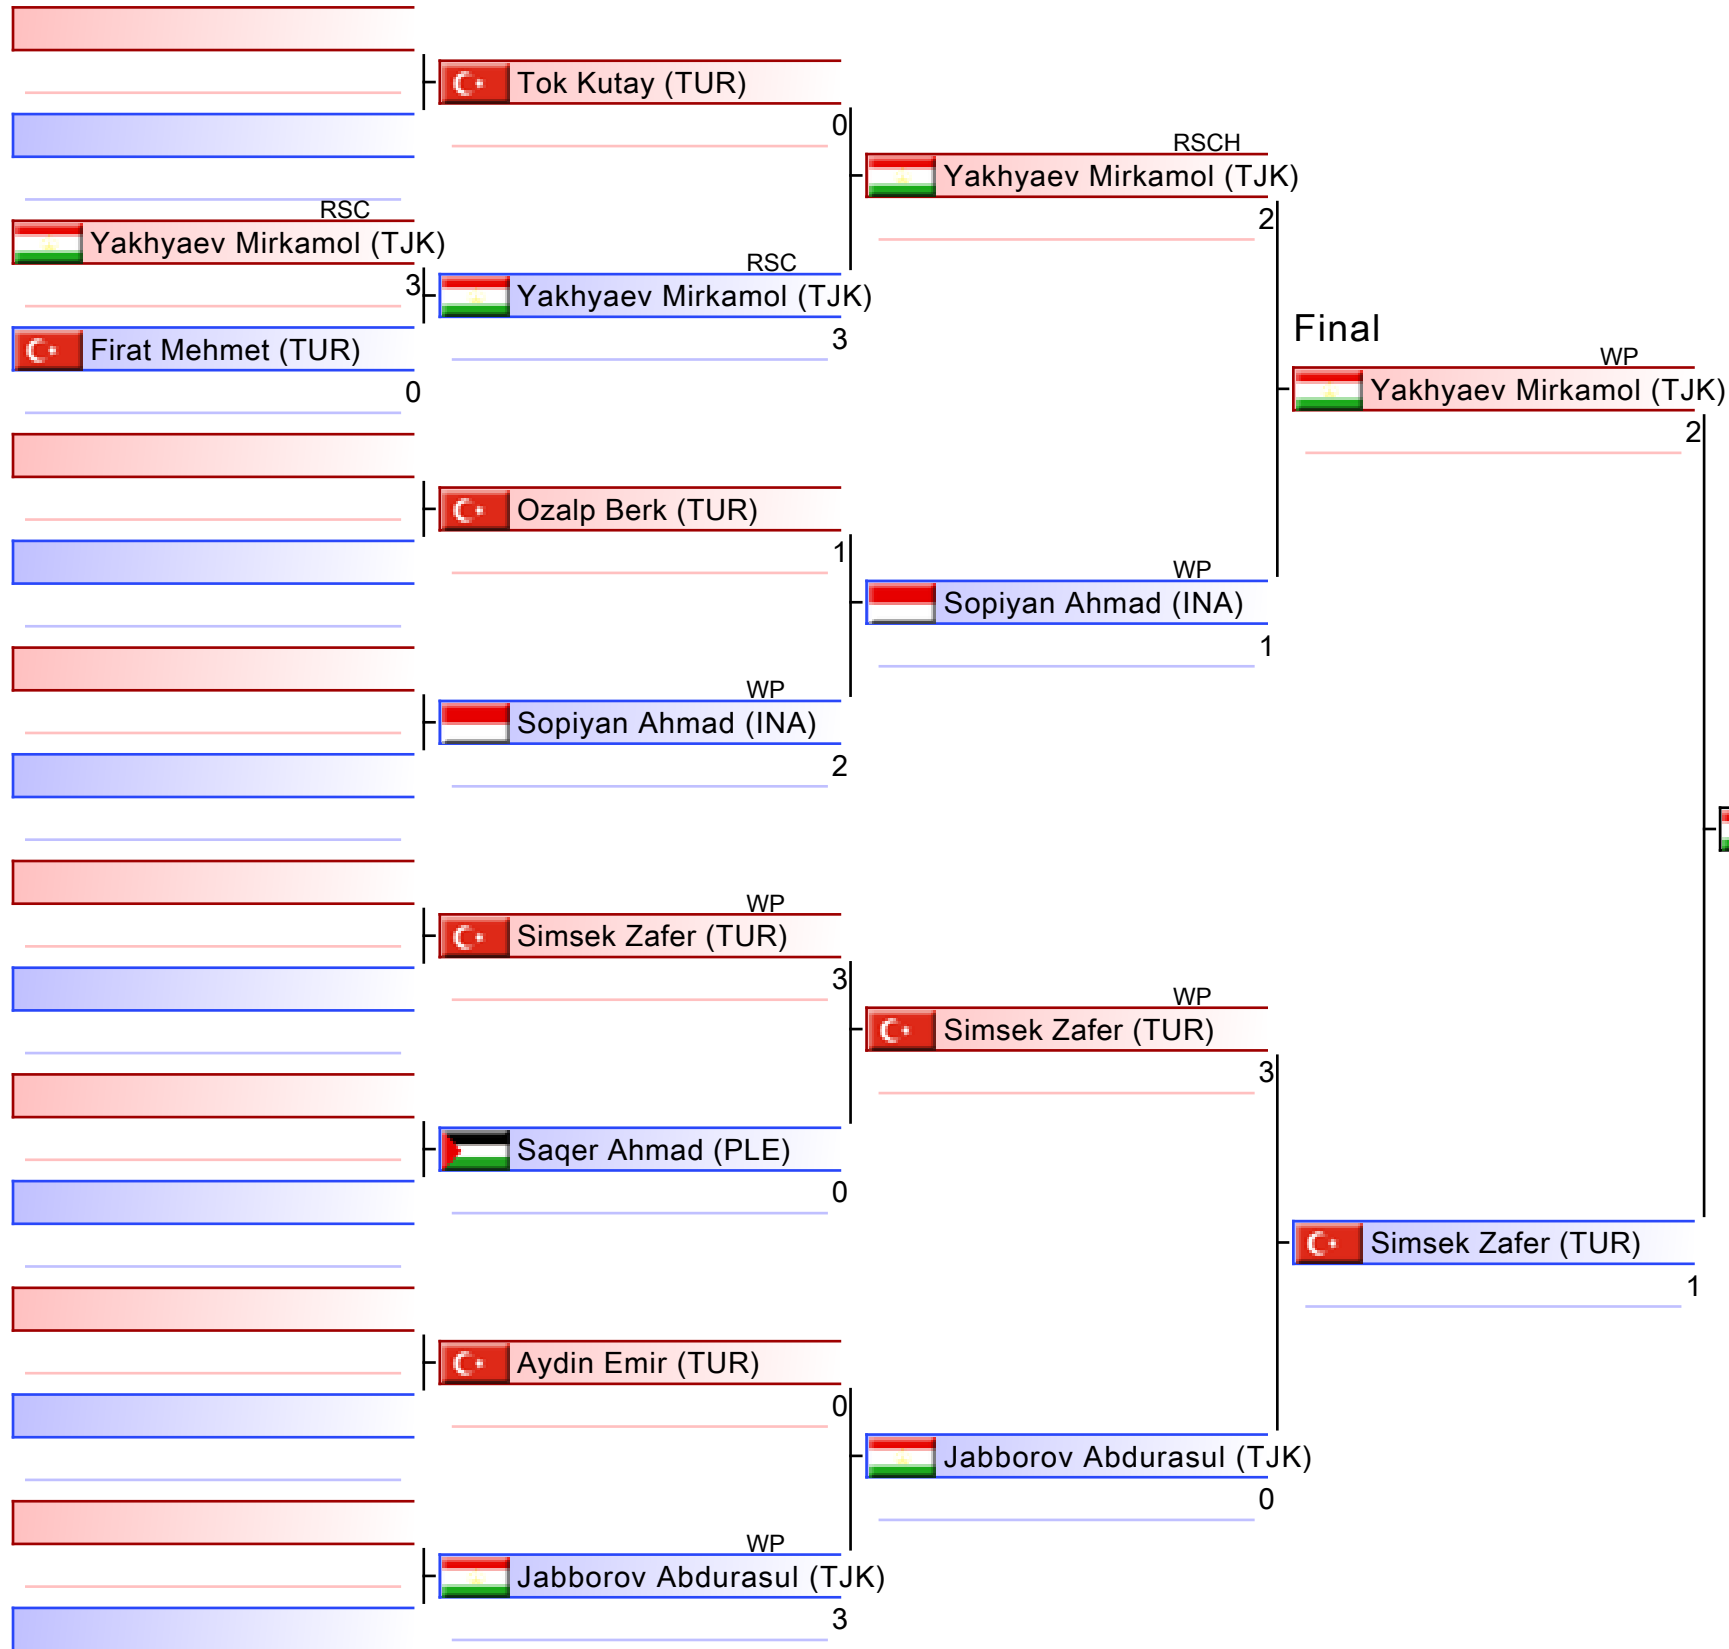 Tok Kutay (TUR)
0
RSCH
Yakhyaev Mirkamol (TJK)
2
RSC
Yakhyaev Mirkamol (TJK)
3
RSC
Yakhyaev Mirkamol (TJK)
3
Firat Mehmet (TUR)
0
Final
WP
Yakhyaev Mirkamol (TJK)
2
Ozalp Berk (TUR)
1
WP
Sopiyan Ahmad (INA)
1
WP
Sopiyan Ahmad (INA)
2
WP
Simsek Zafer (TUR)
3
WP
Simsek Zafer (TUR)
3
Saqer Ahmad (PLE)
0
Simsek Zafer (TUR)
1
Aydin Emir (TUR)
0
Jabborov Abdurasul (TJK)
0
WP
Jabborov Abdurasul (TJK)
3